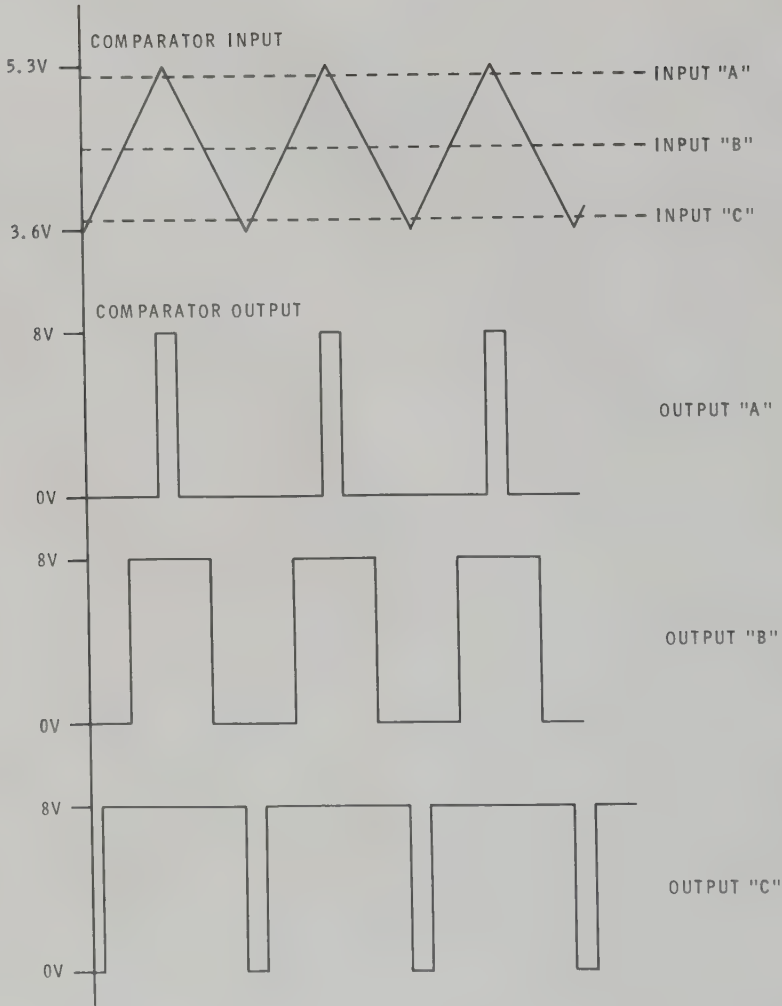 COMPARATOR INPUT
5.3V
INPUT "A"
INPUT "B"
INPUT "C"
3.6V
COMPARATOR OUTPUT
8V
OUTPUT "A"
0V
8V
OUTPUT "B"
0V
8V
OUTPUT "C"
0V